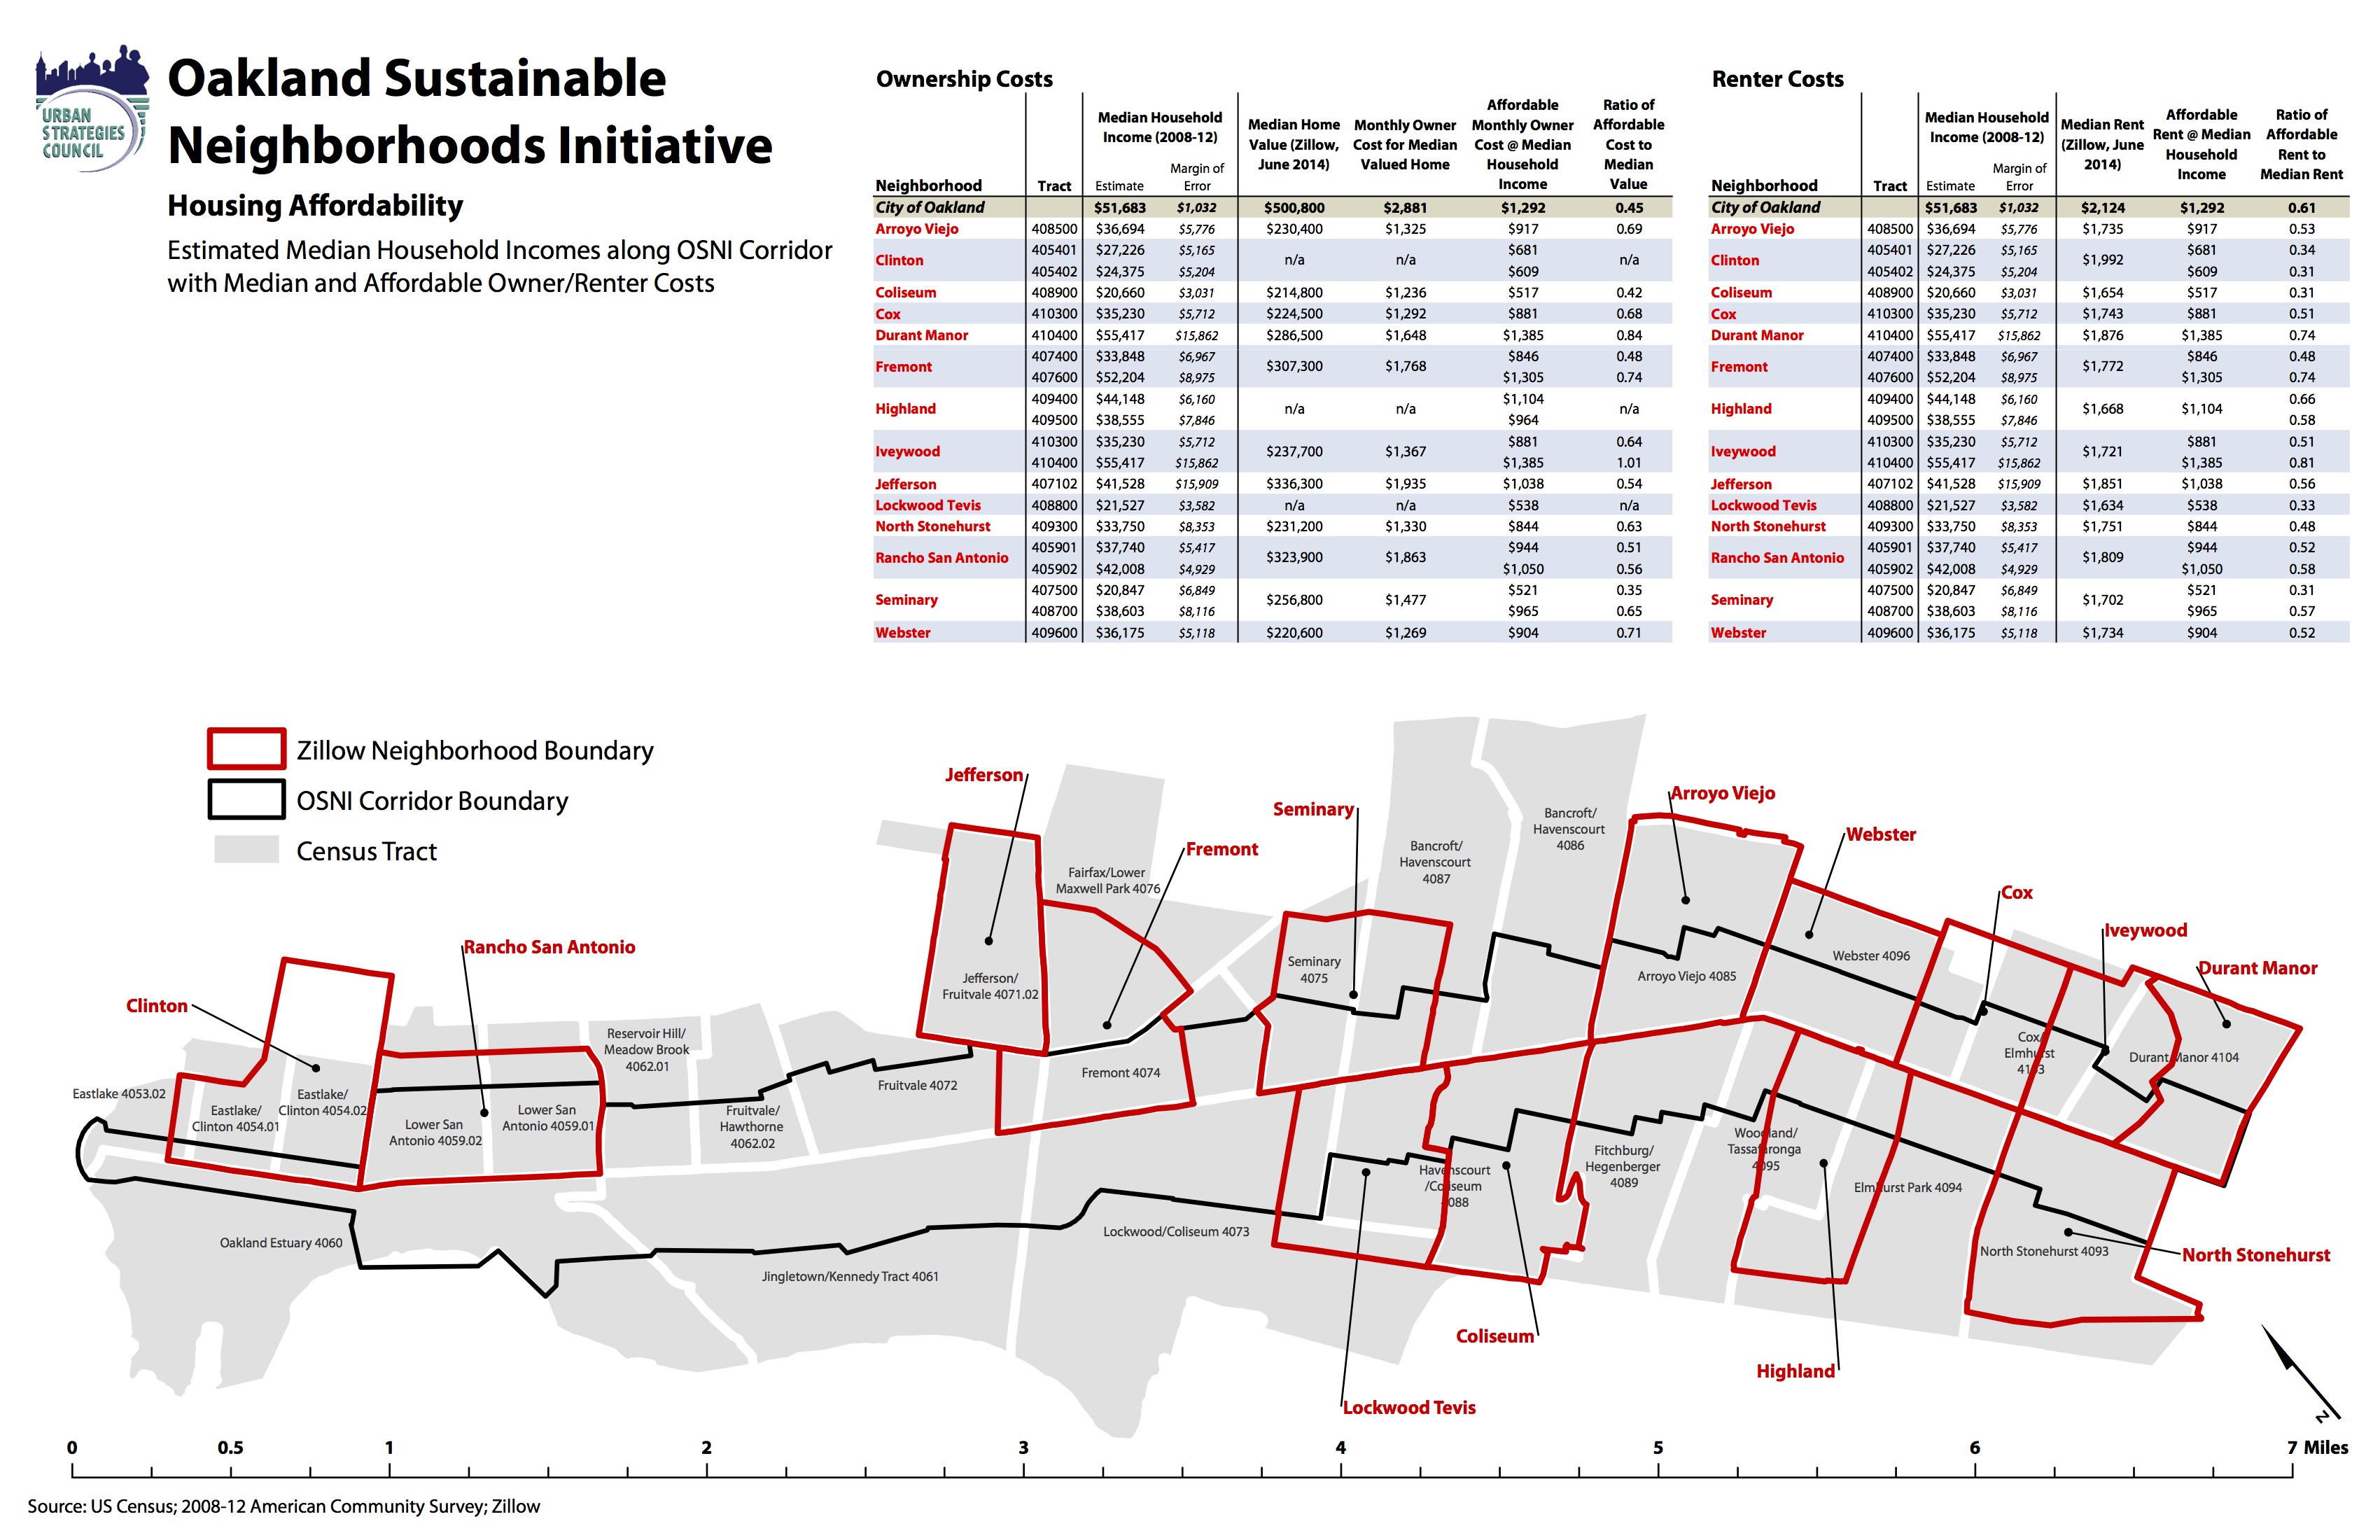 URBAN
STRATEGIES
COUNCIL
Oakland Sustainable
Neighborhoods Initiative
Housing Affordability
Estimated Median Household Incomes along OSNI Corridor
with Median and Affordable Owner/Renter Costs
Ownership Costs
Neighborhood
Tract
Median Household
Income (2008-12)
Estimate
Margin of
Error
Median Home
Value (Zillow,
June 2014)
Monthly Owner
Cost for Median
Valued Home
Affordable
Monthly Owner
Cost @ Median
Household
Income
Ratio of
Affordable
Cost to
Median
Value
City of Oakland $51,683 $1,032 $500,800 $2,881 $1,292 0.45
Arroyo Viejo 408500 $36,694 $5,776 $230,400 $1,325 $917 0.69
Clinton 405401 $27,226 $5,165 n/a n/a $681 n/a
405402 $24,375 $5,204 $609
Coliseum 408900 $20,660 $3,031 $214,800 $1,236 $517 0.42
Cox 410300 $35,230 $5,712 $224,500 $1,292 $881 0.68
Durant Manor 410400 $55,417 $15,862 $286,500 $1,648 $1,385 0.84
Fremont 407400 $33,848 $6,967 $307,300 $1,768 $846 0.48
407600 $52,204 $8,975 $1,305 0.74
Highland 409400 $44,148 $6,160 n/a n/a $1,104 n/a
409500 $38,555 $7,846 $964
Iveywood 410300 $35,230 $5,712 $237,700 $1,367 $881 0.64
410400 $55,417 $15,862 $1,385 1.01
Jefferson 407102 $41,528 $15,909 $336,300 $1,935 $1,038 0.54
Lockwood Tevis 408800 $21,527 $3,582 n/a n/a $538 n/a
North Stonehurst 409300 $33,750 $8,353 $231,200 $1,330 $844 0.63
Rancho San Antonio 405901 $37,740 $5,417 $323,900 $1,863 $944 0.51
405902 $42,008 $4,929 $1,050 0.56
Seminary 407500 $20,847 $6,849 $256,800 $1,477 $521 0.35
408700 $38,603 $8,116 $965 0.65
Webster 409600 $36,175 $5,118 $220,600 $1,269 $904 0.71
Renter Costs
Neighborhood
Tract
Median Household
Income (2008-12)
Estimate
Margin of
Error
Median Rent
(Zillow, June
2014)
Affordable
Rent @ Median
Household
Income
Ratio of
Affordable
Rent to
Median Rent
City of Oakland $51,683 $1,032 $2,124 $1,292 0.61
Arroyo Viejo 408500 $36,694 $5,776 $1,735 $917 0.53
Clinton 405401 $27,226 $5,165 $1,992 $681 0.34
405402 $24,375 $5,204 $609 0.31
Coliseum 408900 $20,660 $3,031 $1,654 $517 0.31
Cox 410300 $35,230 $5,712 $1,743 $881 0.51
Durant Manor 410400 $55,417 $15,862 $1,876 $1,385 0.74
Fremont 407400 $33,848 $6,967 $1,772 $846 0.48
407600 $52,204 $8,975 $1,305 0.74
Highland 409400 $44,148 $6,160 $1,668 $1,104 0.66
409500 $38,555 $7,846 0.58
Iveywood 410300 $35,230 $5,712 $1,721 $881 0.51
410400 $55,417 $15,862 $1,385 0.81
Jefferson 407102 $41,528 $15,909 $1,851 $1,038 0.56
Lockwood Tevis 408800 $21,527 $3,582 $1,634 $538 0.33
North Stonehurst 409300 $33,750 $8,353 $1,751 $844 0.48
Rancho San Antonio 405901 $37,740 $5,417 $1,809 $944 0.52
405902 $42,008 $4,929 $1,050 0.58
Seminary 407500 $20,847 $6,849 $1,702 $521 0.31
408700 $38,603 $8,116 $965 0.57
Webster 409600 $36,175 $5,118 $1,734 $904 0.52
Zillow Neighborhood Boundary
OSNI Corridor Boundary
Census Tract
Jefferson
Seminary
Arroyo Viejo
Webster
Fremont
Cox
Iveywood
Durant Manor
Rancho San Antonio
Clinton
North Stonehurst
Coliseum
Highland
Lockwood Tevis
Bancroft/
Havenscourt
4086
Bancroft/
Havenscourt
4087
Fairfax/Lower
Maxwell Park 4076
Jefferson/
Fruitvale 4071.02
Seminary
4075
Arroyo Viejo 4085
Webster 4096
Cox/
Elmhurst
4103
Durant Manor 4104
Reservoir Hill/
Meadow Brook
4062.01
Fruitvale 4072
Fremont 4074
Eastlake 4053.02
Eastlake/
Clinton 4054.01
Eastlake/
Clinton 4054.02
Lower San
Antonio 4059.02
Lower San
Antonio 4059.01
Fruitvale/
Hawthorne
4062.02
Havenscourt
/Coliseum
4088
Fitchburg/
Hegenberger
4089
Woodland/
Tassafaronga
4095
Elmhurst Park 4094
North Stonehurst 4093
Lockwood/Coliseum 4073
Oakland Estuary 4060
Jingletown/Kennedy Tract 4061
N
0 0.5 1 2 3 4 5 6 7 Miles
Source: US Census; 2008-12 American Community Survey; Zillow